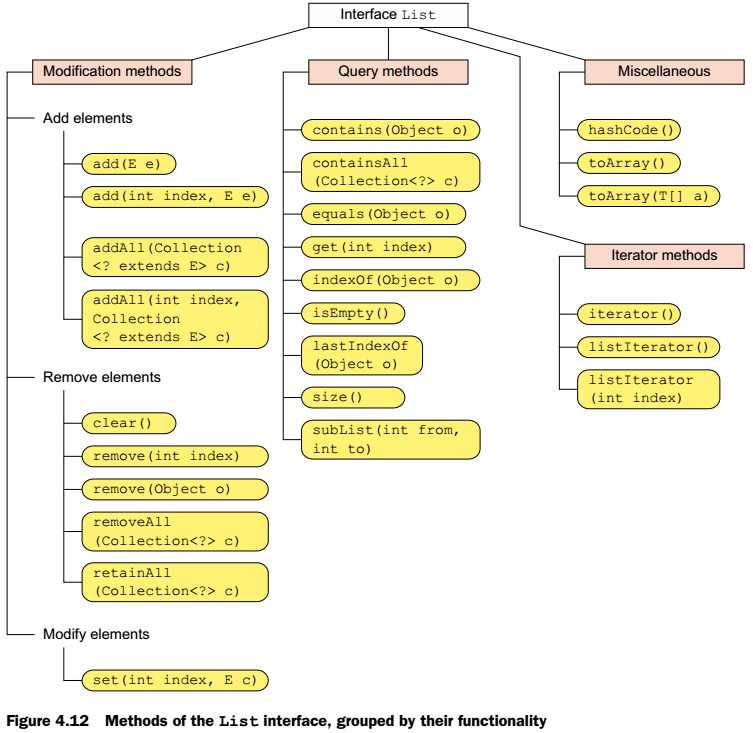 Interface List
Modification methods
Add elements
add(E e)
add(int index, E e)
addAll(Collection
<? extends E> c)
addAll(int index,
Collection
<? extends E> c)
Remove elements
clear()
remove(int index)
remove(Object o)
removeAll
(Collection<?> c)
retainAll
(Collection<?> c)
Modify elements
set(int index, E c)
Query methods
contains(Object o)
containsAll
(Collection<?> c)
equals(Object o)
get(int index)
indexOf(Object o)
isEmpty()
lastIndexOf
(Object o)
size()
subList(int from,
int to)
Miscellaneous
hashCode()
toArray()
toArray(T[] a)
Iterator methods
iterator()
listIterator()
listIterator
(int index)
Figure 4.12 Methods of the List interface, grouped by their functionality